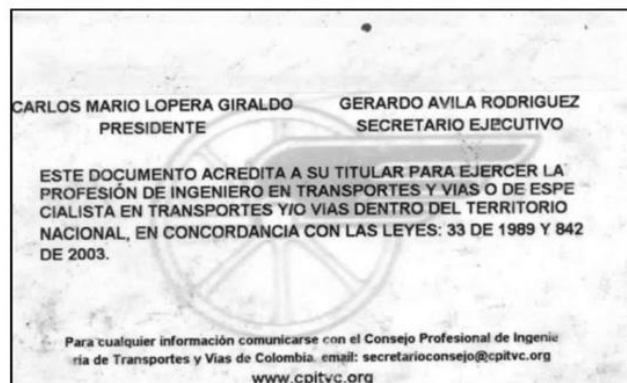 CARLOS MARIO LOPERA GIRALDO GERARDO AVILA RODRIGUEZ
PRESIDENTE SECRETARIO EJECUTIVO
ESTE DOCUMENTO ACREDITA A SU TITULAR PARA EJERCER LA
PROFESIÓN DE INGENIERO EN TRANSPORTES Y VIAS O DE ESPE
CIALISTA EN TRANSPORTES Y/O VIAS DENTRO DEL TERRITORIO
NACIONAL, EN CONCORDANCIA CON LAS LEYES: 33 DE 1989 Y 842
DE 2003.
Para cualquier información comunicarse con el Consejo Profesional de Ingenie
ria de Transportes y Vias de Colombia. email: secretarioconsejo@cpitvc.org
www.cpitvc.org